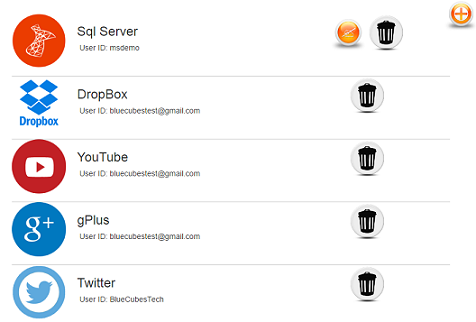 Sql Server
User ID: msdemo
DropBox
User ID: bluecubestest@gmail.com
Dropbox
YouTube
User ID: bluecubestest@gmail.com
g+
gPlus
User ID: bluecubestest@gmail.com
Twitter
User ID: BlueCubesTech